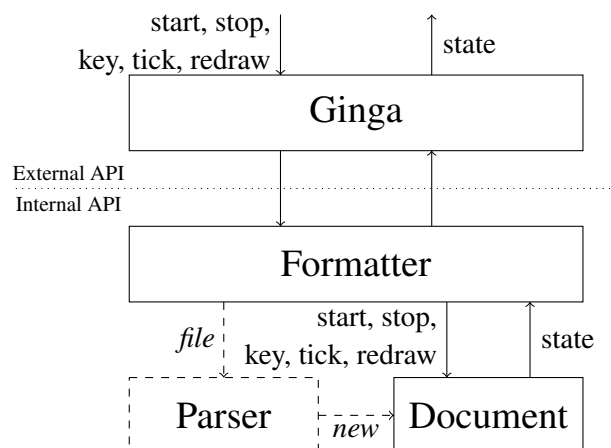 start, stop,
key, tick, redraw
state
Ginga
External API
Internal API
Formatter
file
start, stop,
key, tick, redraw
state
Parser
new
Document